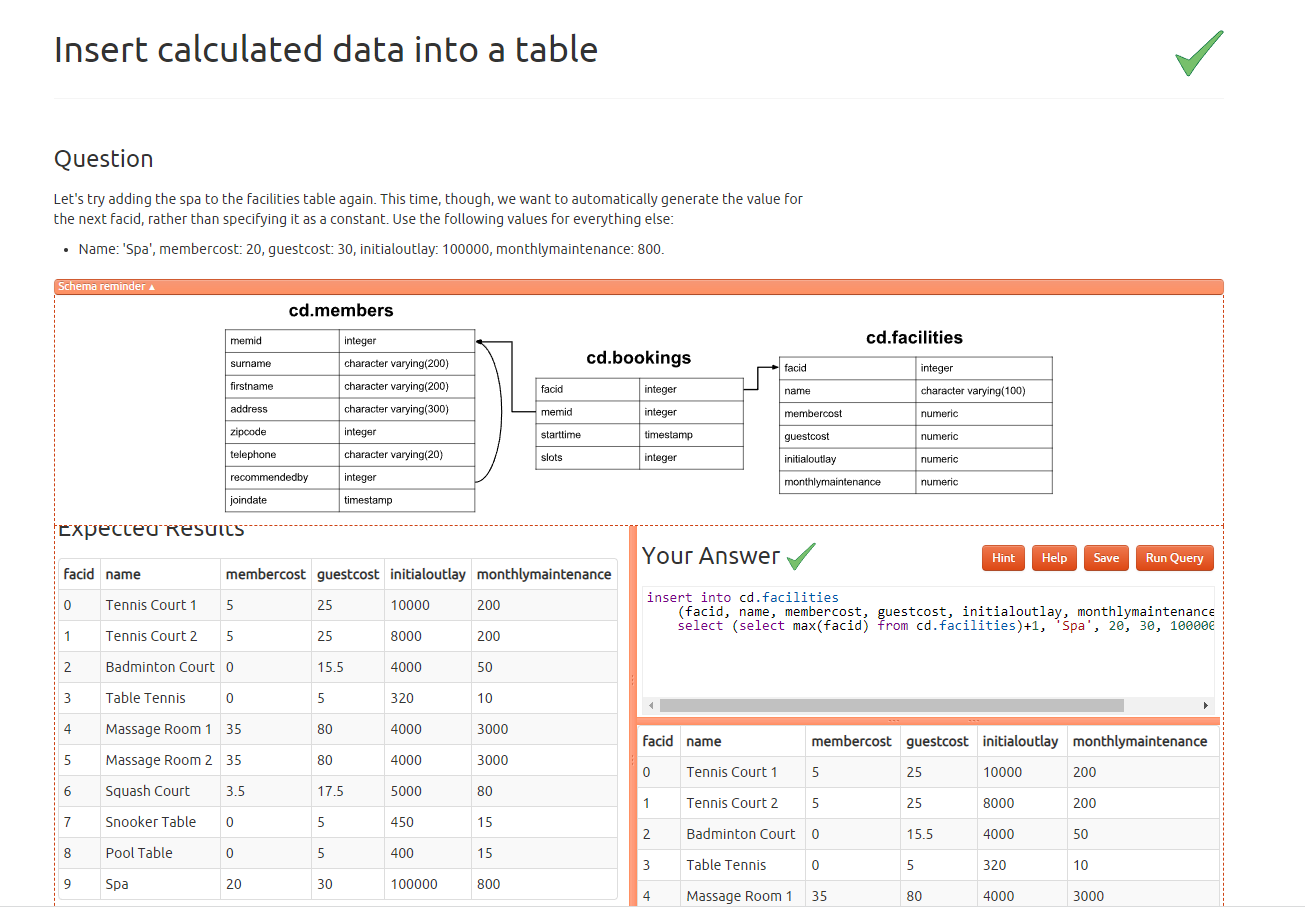 Insert calculated data into a table
Question
Let's try adding the spa to the facilities table again. This time, though, we want to automatically generate the value for
the next facid, rather than specifying it as a constant. Use the following values for everything else:
• Name: 'Spa', membercost: 20, guestcost: 30, initialoutlay: 100000, monthlymaintenance: 800.
Schema reminder ▴
cd.members
memid integer
surname character varying(200)
firstname character varying(200)
address character varying(300)
zipcode integer
telephone character varying(20)
recommendedby integer
joindate timestamp
cd.bookings
facid integer
memid integer
starttime timestamp
slots integer
cd.facilities
facid integer
name character varying(100)
membercost numeric
guestcost numeric
initialoutlay numeric
monthlymaintenance numeric
Expected Results
facid name membercost guestcost initialoutlay monthlymaintenance
0 Tennis Court 1 5 25 10000 200
1 Tennis Court 2 5 25 8000 200
2 Badminton Court 0 15.5 4000 50
3 Table Tennis 0 5 320 10
4 Massage Room 1 35 80 4000 3000
5 Massage Room 2 35 80 4000 3000
6 Squash Court 3.5 17.5 5000 80
7 Snooker Table 0 5 450 15
8 Pool Table 0 5 400 15
9 Spa 20 30 100000 800
Your Answer
Hint Help Save Run Query
insert into cd.facilities
(facid, name, membercost, guestcost, initialoutlay, monthlymaintenance
select (select max(facid) from cd.facilities)+1, 'Spa', 20, 30, 100000
facid name membercost guestcost initialoutlay monthlymaintenance
0 Tennis Court 1 5 25 10000 200
1 Tennis Court 2 5 25 8000 200
2 Badminton Court 0 15.5 4000 50
3 Table Tennis 0 5 320 10
4 Massage Room 1 35 80 4000 3000